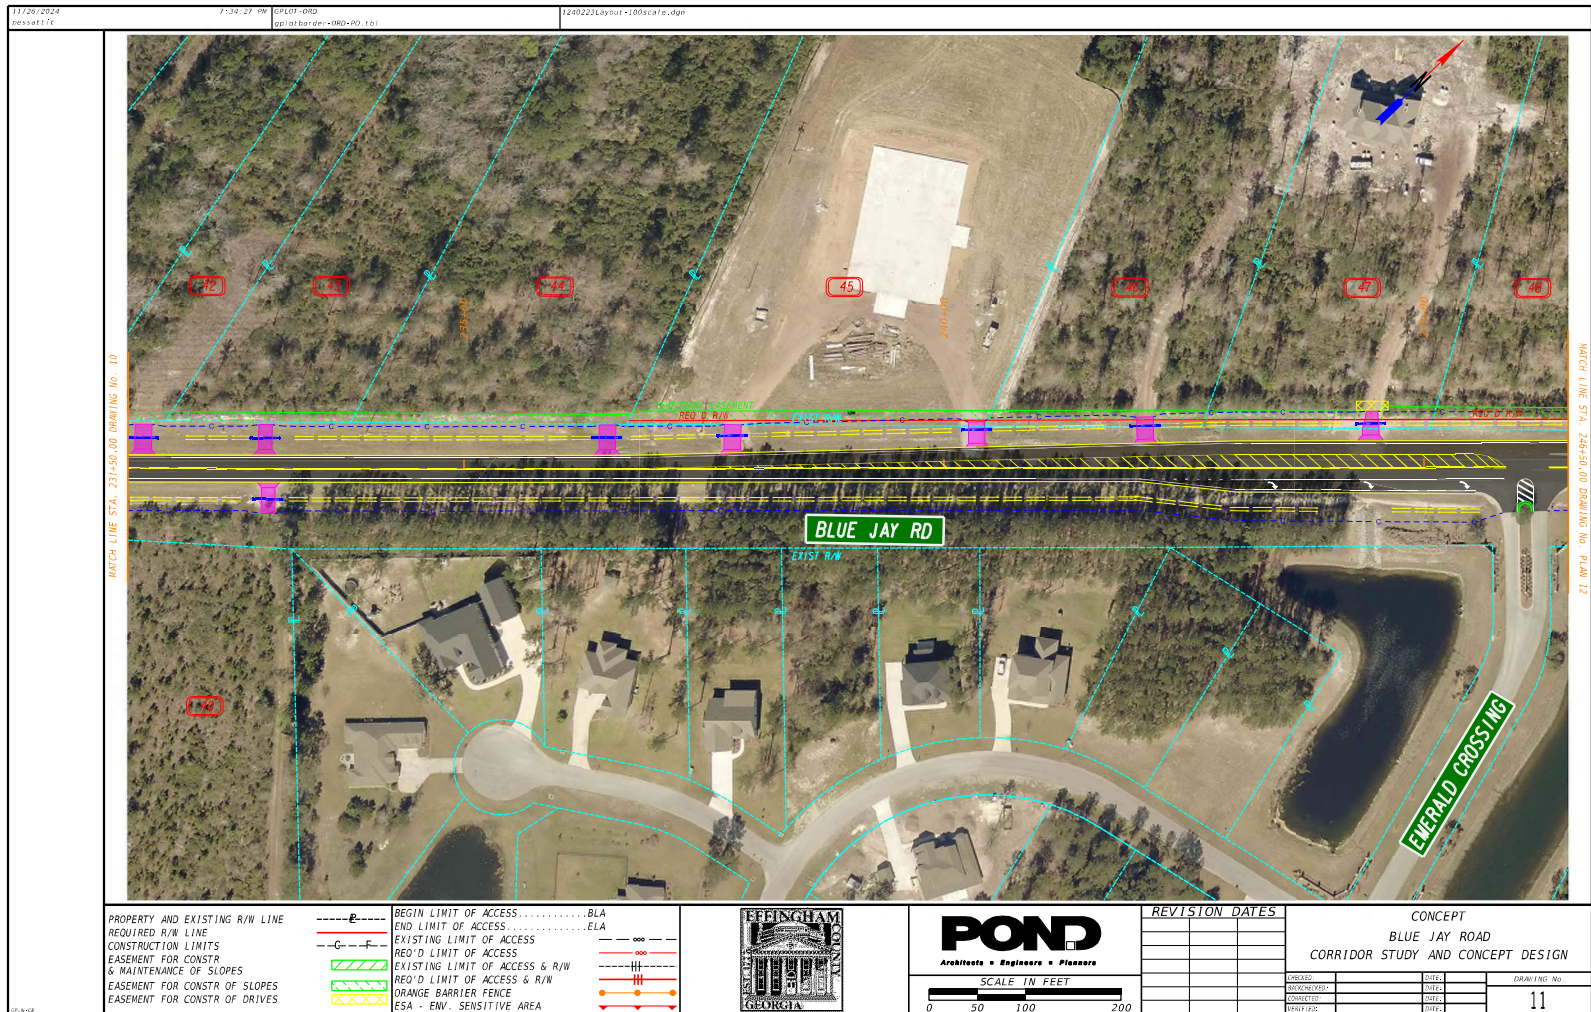 11/26/2024 7:34:27 PM GPLOT-ORD 1240223Layout-100scale.dgn
pessattit gplotborder-ORD-PO.tbl
42
41
44
45
46
47
48
235+00
240+00
MATCH LINE STA. 231+50.00 DRAWING No. 10
MATCH LINE STA. 246+50.00 DRAWING No. PLAN 12
REQ'D R/W
EXIST R/W
REQ'D R/W
BLUE JAY RD
EXIST R/W
40
EMERALD CROSSING
PROPERTY AND EXISTING R/W LINE
REQUIRED R/W LINE
CONSTRUCTION LIMITS
EASEMENT FOR CONSTR
& MAINTENANCE OF SLOPES
EASEMENT FOR CONSTR OF SLOPES
EASEMENT FOR CONSTR OF DRIVES
BEGIN LIMIT OF ACCESS............BLA
END LIMIT OF ACCESS..............ELA
EXISTING LIMIT OF ACCESS
REQ'D LIMIT OF ACCESS
EXISTING LIMIT OF ACCESS & R/W
REQ'D LIMIT OF ACCESS & R/W
ORANGE BARRIER FENCE
ESA - ENV. SENSITIVE AREA
EFFINGHAM
COUNTY
GEORGIA
POND
Architects • Engineers • Planners
SCALE IN FEET
0 50 100 200
REVISION DATES
CONCEPT
BLUE JAY ROAD
CORRIDOR STUDY AND CONCEPT DESIGN
CHECKED: DATE:
BACKCHECKED: DATE:
CORRECTED: DATE:
VERIFIED: DATE:
DRAWING No.
11